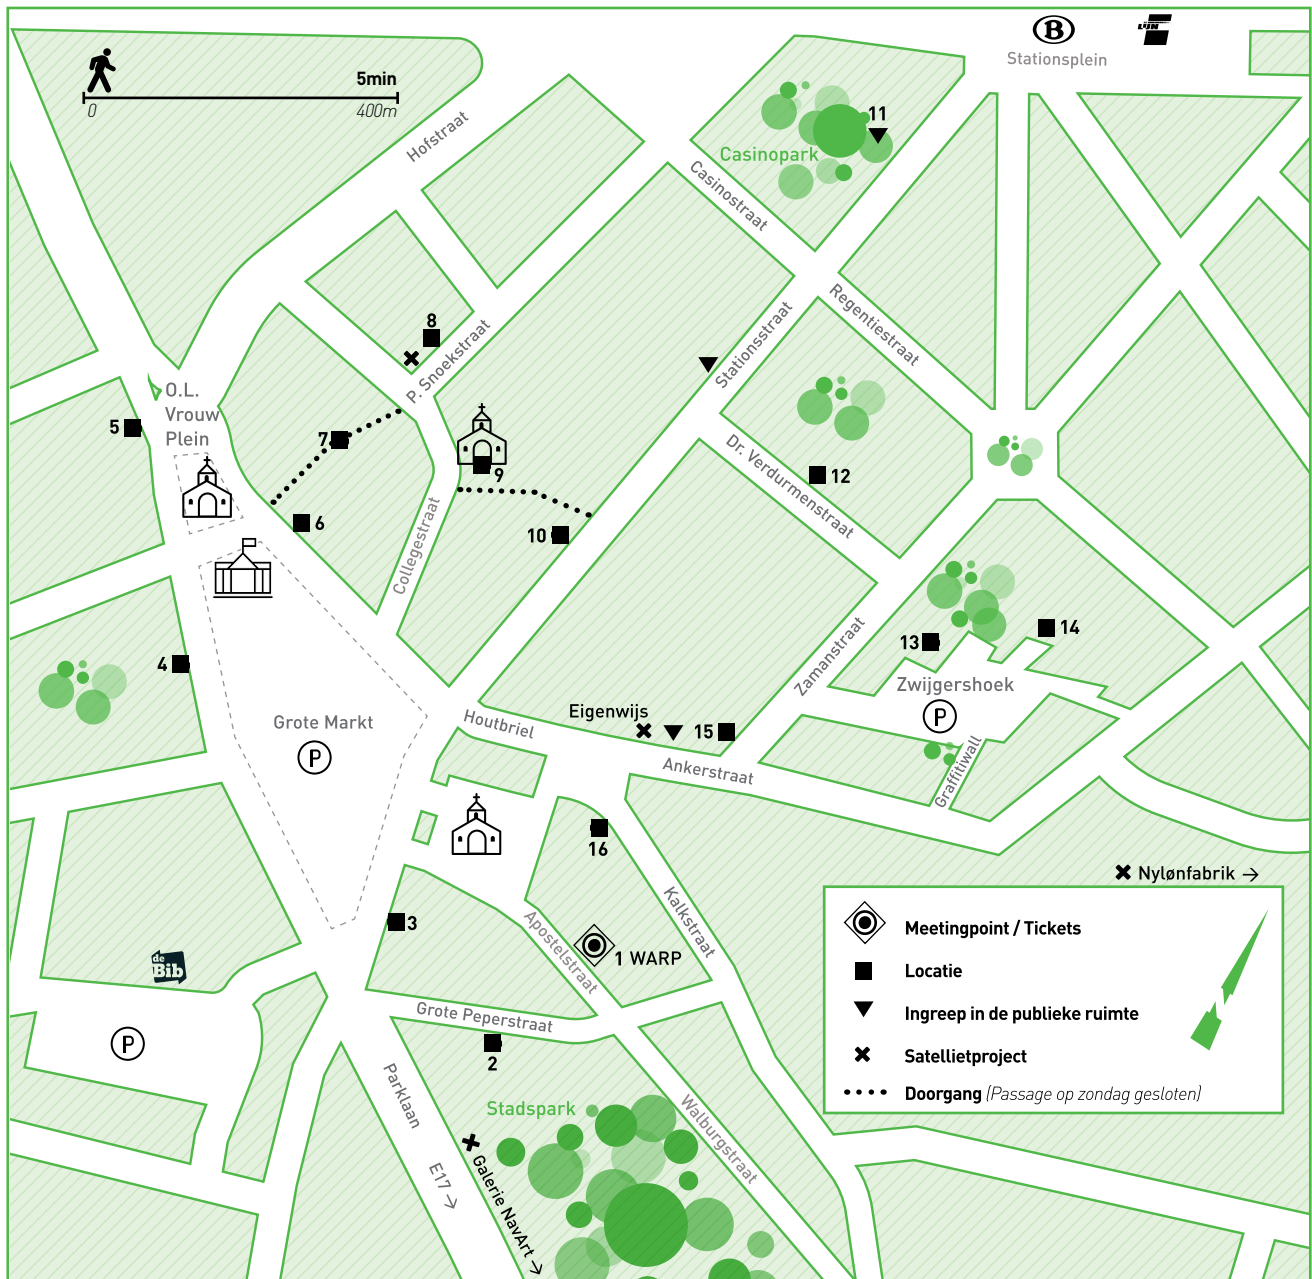 5min
0
400m
Hofstraat
B
Stationsplein
LIJN
11
Casinopark
Casinostraat
Regentiestraat
Stationsstraat
8
P. Snoekstraat
O.L.
Vrouw
Plein
5
7
9
6
10
Collegestraat
Dr. Verdurmenstraat
12
4
13
14
Zamanstraat
Zwijgershoek
P
Grote Markt
P
Houtbriel
Eigenwijs
15
Ankerstraat
Graffitiwall
16
Kalkstraat
3
Apostelstraat
1 WARP
de
Bib
P
Grote Peperstraat
2
Parklaan
E17 →
Stadspark
Galerie NavArt →
Walburgstraat
Nylønfabrik →
Meetingpoint / Tickets
Locatie
Ingreep in de publieke ruimte
Satellietproject
Doorgang (Passage op zondag gesloten)